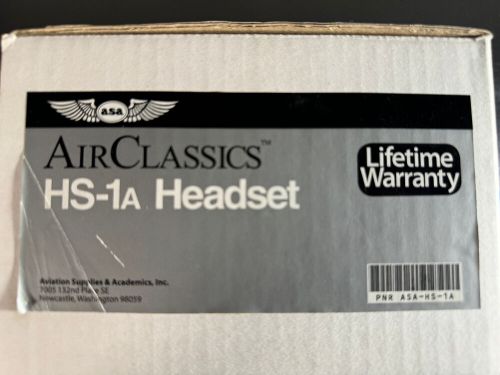 asa
AIRCLASSICS™
HS-1A Headset
Lifetime
Warranty
Aviation Supplies & Academics, Inc.
7005 132nd Place SE
Newcastle, Washington 98059
PNR ASA-HS-1A